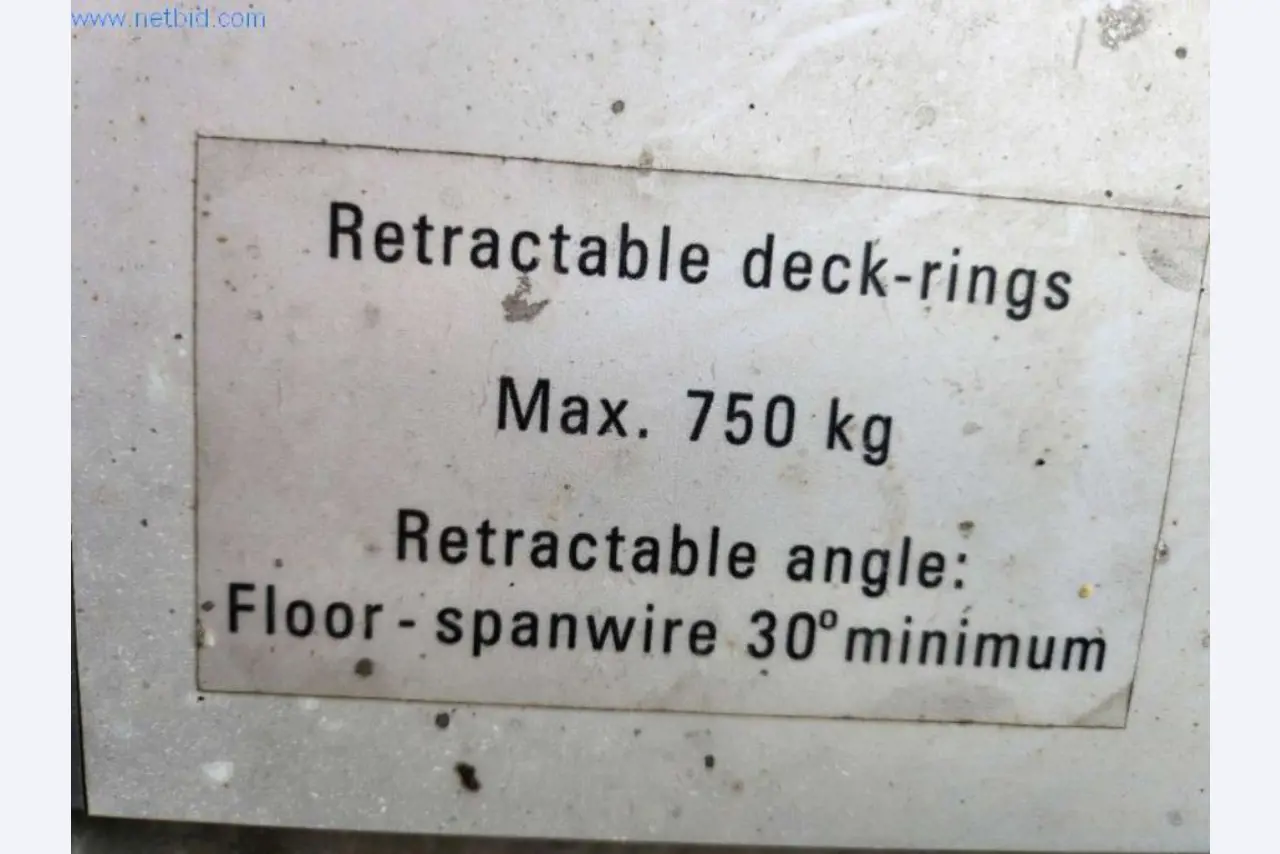 www.netbid.com
Retractable deck-rings
Max. 750 kg
Retractable angle:
Floor - spanwire 30° minimum